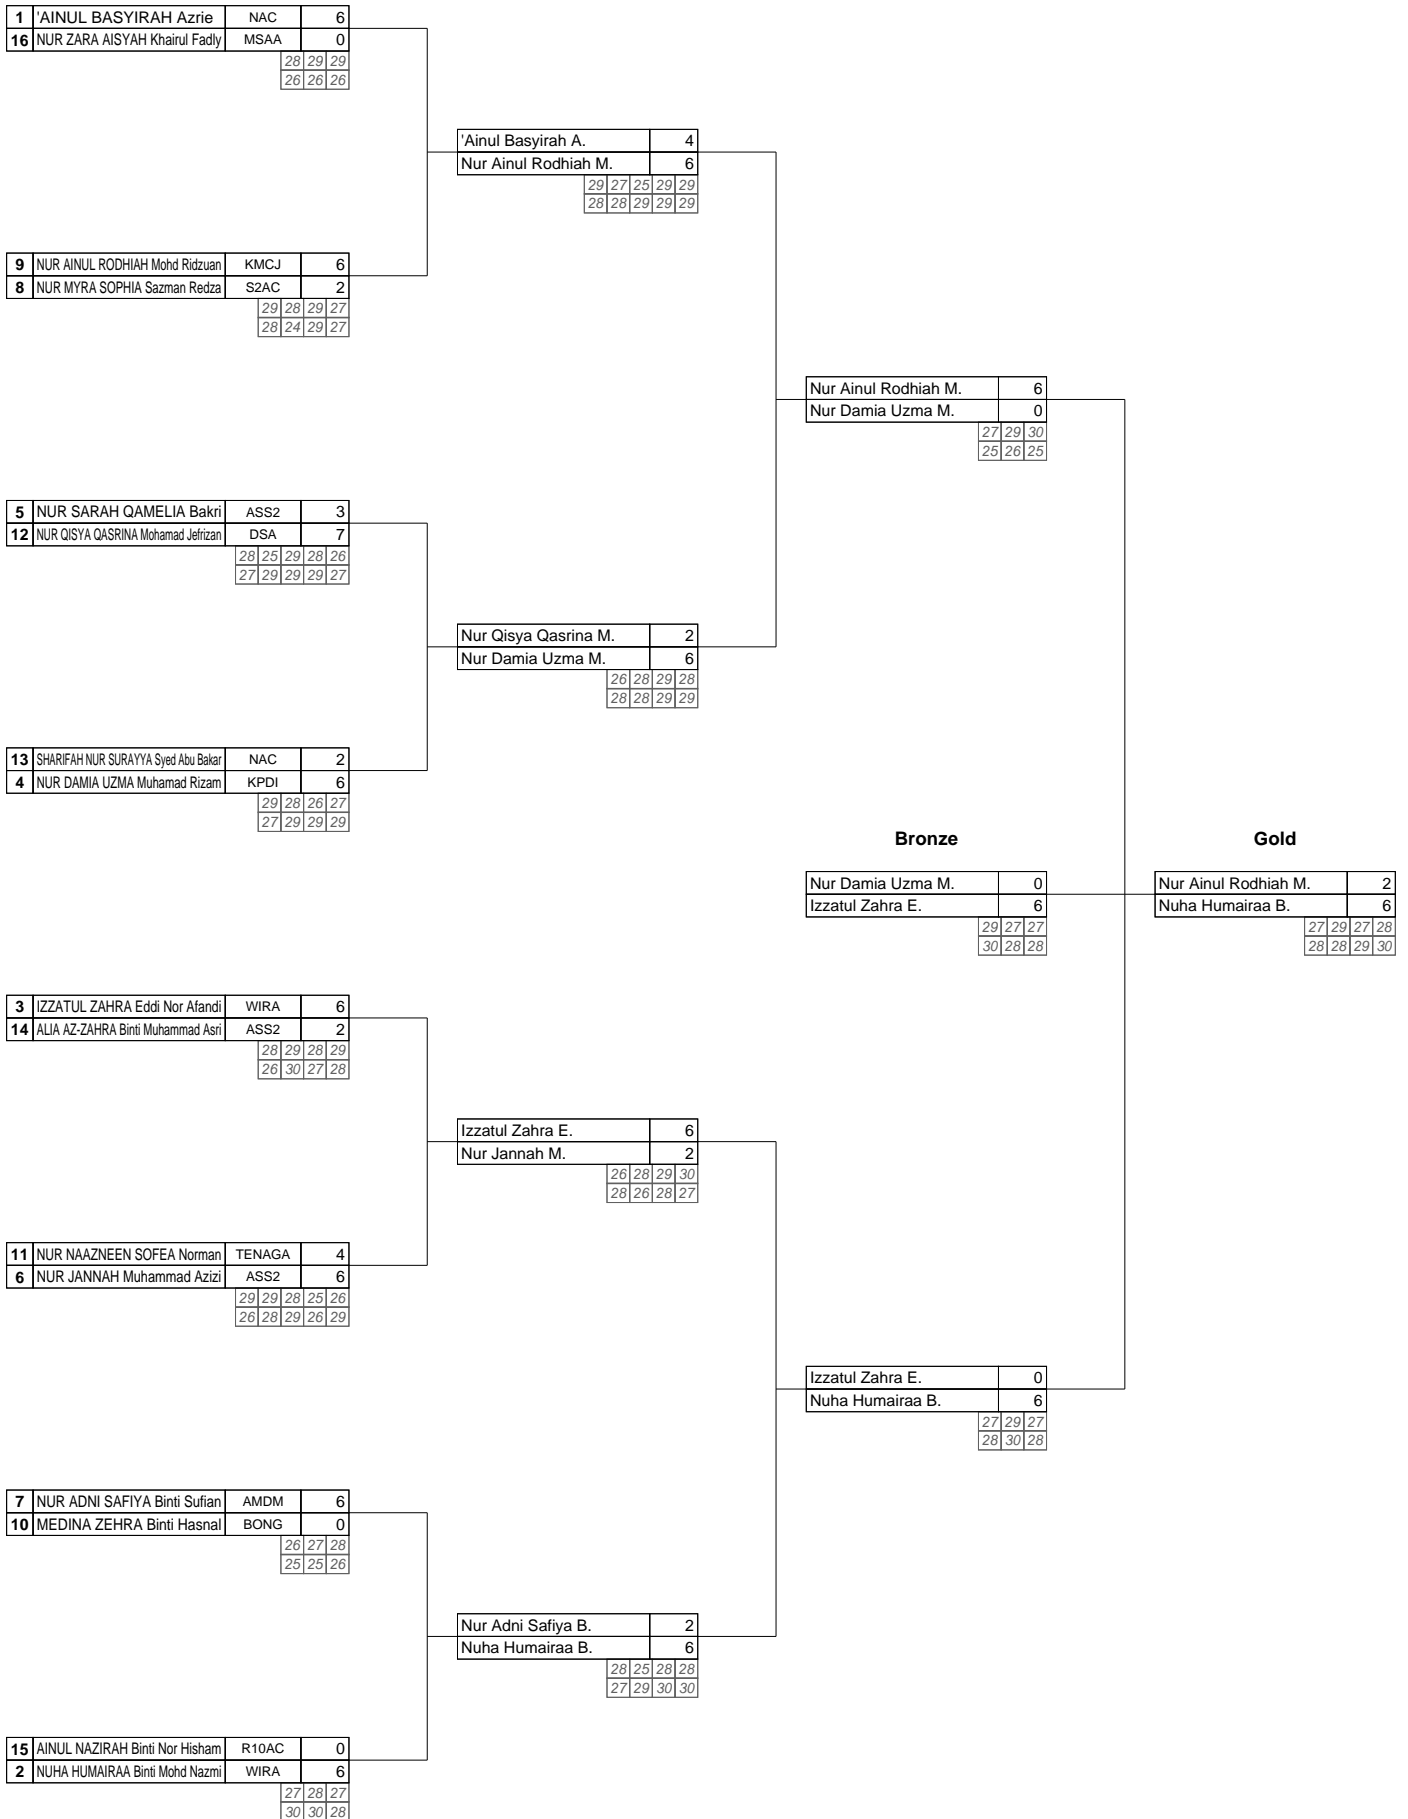 1 'AINUL BASYIRAH Azrie NAC 6
16 NUR ZARA AISYAH Khairul Fadly MSAA 0
28 29 29
26 26 26
'Ainul Basyirah A. 4
Nur Ainul Rodhiah M. 6
29 27 25 29 29
28 28 29 29 29
9 NUR AINUL RODHIAH Mohd Ridzuan KMCJ 6
8 NUR MYRA SOPHIA Sazman Redza S2AC 2
29 28 29 27
28 24 29 27
Nur Ainul Rodhiah M. 6
Nur Damia Uzma M. 0
27 29 30
25 26 25
5 NUR SARAH QAMELIA Bakri ASS2 3
12 NUR QISYA QASRINA Mohamad Jefrizan DSA 7
28 25 29 28 26
27 29 29 29 27
Nur Qisya Qasrina M. 2
Nur Damia Uzma M. 6
26 28 29 28
28 28 29 29
13 SHARIFAH NUR SURAYYA Syed Abu Bakar NAC 2
4 NUR DAMIA UZMA Muhamad Rizam KPDI 6
29 28 26 27
27 29 29 29
Bronze Gold
Nur Damia Uzma M. 0 Nur Ainul Rodhiah M. 2
Izzatul Zahra E. 6 Nuha Humairaa B. 6
29 27 27 27 29 27 28
30 28 28 28 28 29 30
3 IZZATUL ZAHRA Eddi Nor Afandi WIRA 6
14 ALIA AZ-ZAHRA Binti Muhammad Asri ASS2 2
28 29 28 29
26 30 27 28
Izzatul Zahra E. 6
Nur Jannah M. 2
26 28 29 30
28 26 28 27
11 NUR NAAZNEEN SOFEA Norman TENAGA 4
6 NUR JANNAH Muhammad Azizi ASS2 6
29 29 28 25 26
26 28 29 26 29
Izzatul Zahra E. 0
Nuha Humairaa B. 6
27 29 27
28 30 28
7 NUR ADNI SAFIYA Binti Sufian AMDM 6
10 MEDINA ZEHRA Binti Hasnal BONG 0
26 27 28
25 25 26
Nur Adni Safiya B. 2
Nuha Humairaa B. 6
28 25 28 28
27 29 30 30
15 AINUL NAZIRAH Binti Nor Hisham R10AC 0
2 NUHA HUMAIRAA Binti Mohd Nazmi WIRA 6
27 28 27
30 30 28